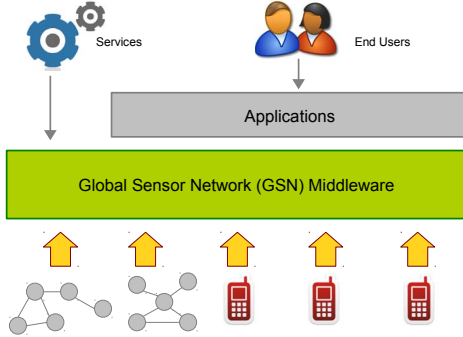 Services
End Users
Applications
Global Sensor Network (GSN) Middleware